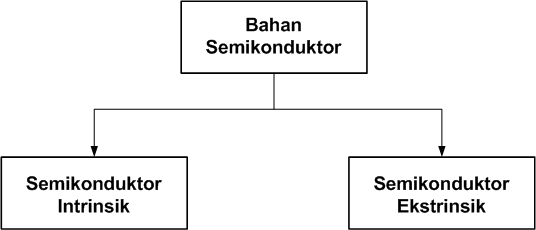 Bahan
Semikonduktor
Semikonduktor
Intrinsik
Semikonduktor
Ekstrinsik